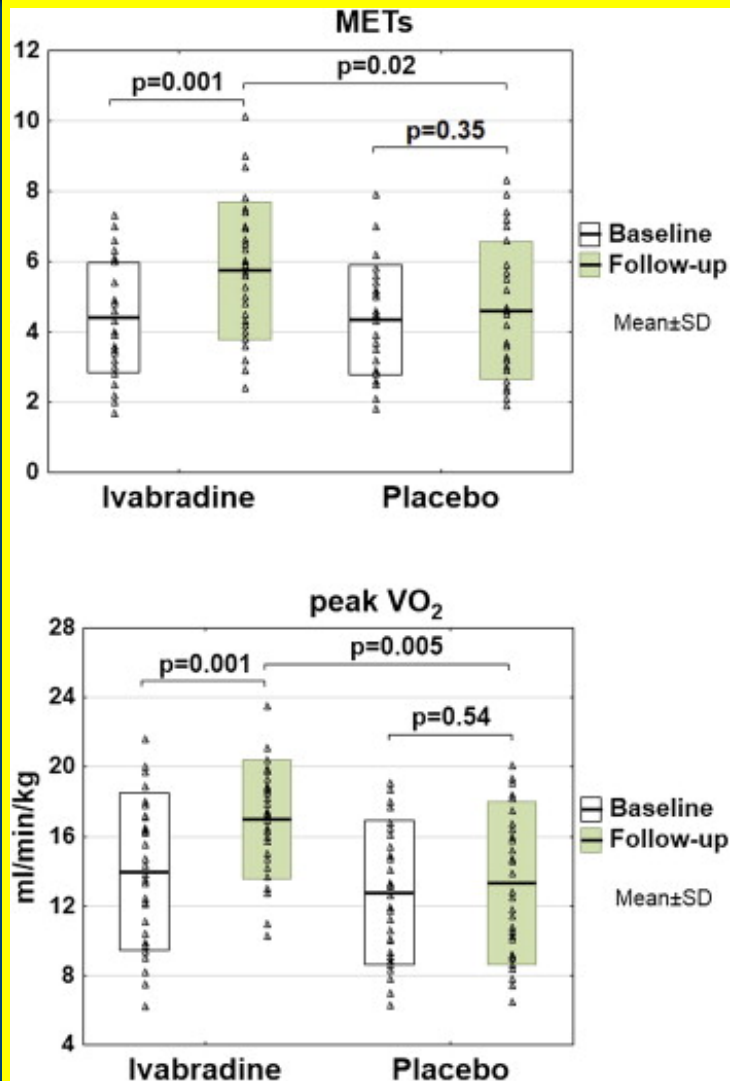 METs
12
p=0.001
p=0.02
10
p=0.35
8
Baseline
6
Follow-up
Mean±SD
4
2
0
Ivabradine
Placebo
peak VO₂
28
p=0.001
p=0.005
24
p=0.54
20
Baseline
16
Follow-up
ml/min/kg
Mean±SD
12
8
4
Ivabradine
Placebo